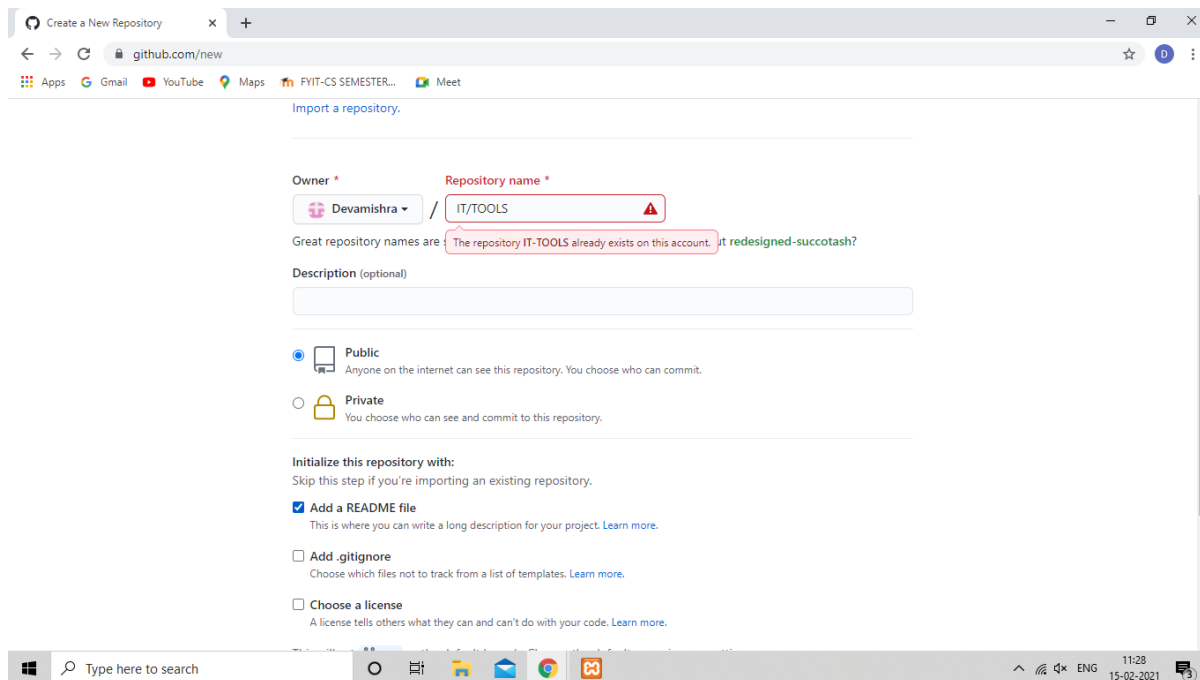 Create a New Repository
github.com/new
D
Apps Gmail YouTube Maps FYIT-CS SEMESTER... Meet
Import a repository.
Owner * Repository name *
Devamishra / IT/TOOLS
Great repository names are
The repository IT-TOOLS already exists on this account.
redesigned-succotash?
Description (optional)
Public
Anyone on the internet can see this repository. You choose who can commit.
Private
You choose who can see and commit to this repository.
Initialize this repository with:
Skip this step if you're importing an existing repository.
Add a README file
This is where you can write a long description for your project. Learn more.
Add .gitignore
Choose which files not to track from a list of templates. Learn more.
Choose a license
A license tells others what they can and can't do with your code. Learn more.
Type here to search
ENG
11:28
15-02-2021
3